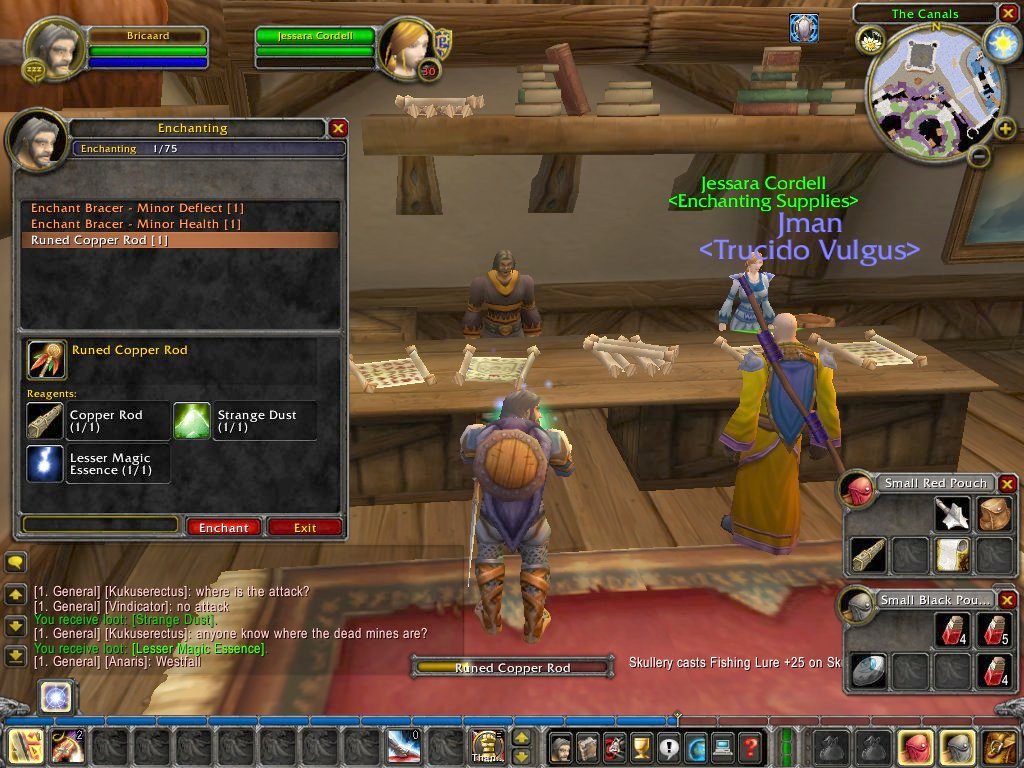 Bricaard
Jessara Cordell
30
zzz
The Canals
N
Enchanting
Enchanting 1/75
Enchant Bracer - Minor Deflect [1]
Enchant Bracer - Minor Health [1]
Runed Copper Rod [1]
Jessara Cordell
<Enchanting Supplies>
Jman
<Trucido Vulgus>
Runed Copper Rod
Reagents:
Copper Rod
(1/1)
Strange Dust
(1/1)
Lesser Magic
Essence (1/1)
Enchant
Exit
Small Red Pouch
[1. General] [Kukuserectus]: where is the attack?
[1. General] [Vindicator]: no attack
You receive loot: [Strange Dust].
[1. General] [Kukuserectus]: anyone know where the dead mines are?
You receive loot: [Lesser Magic Essence].
[1. General] [Anaris]: Westfall
Small Black Pou...
4
5
4
Runed Copper Rod
Skullery casts Fishing Lure +25 on Sk
2
0